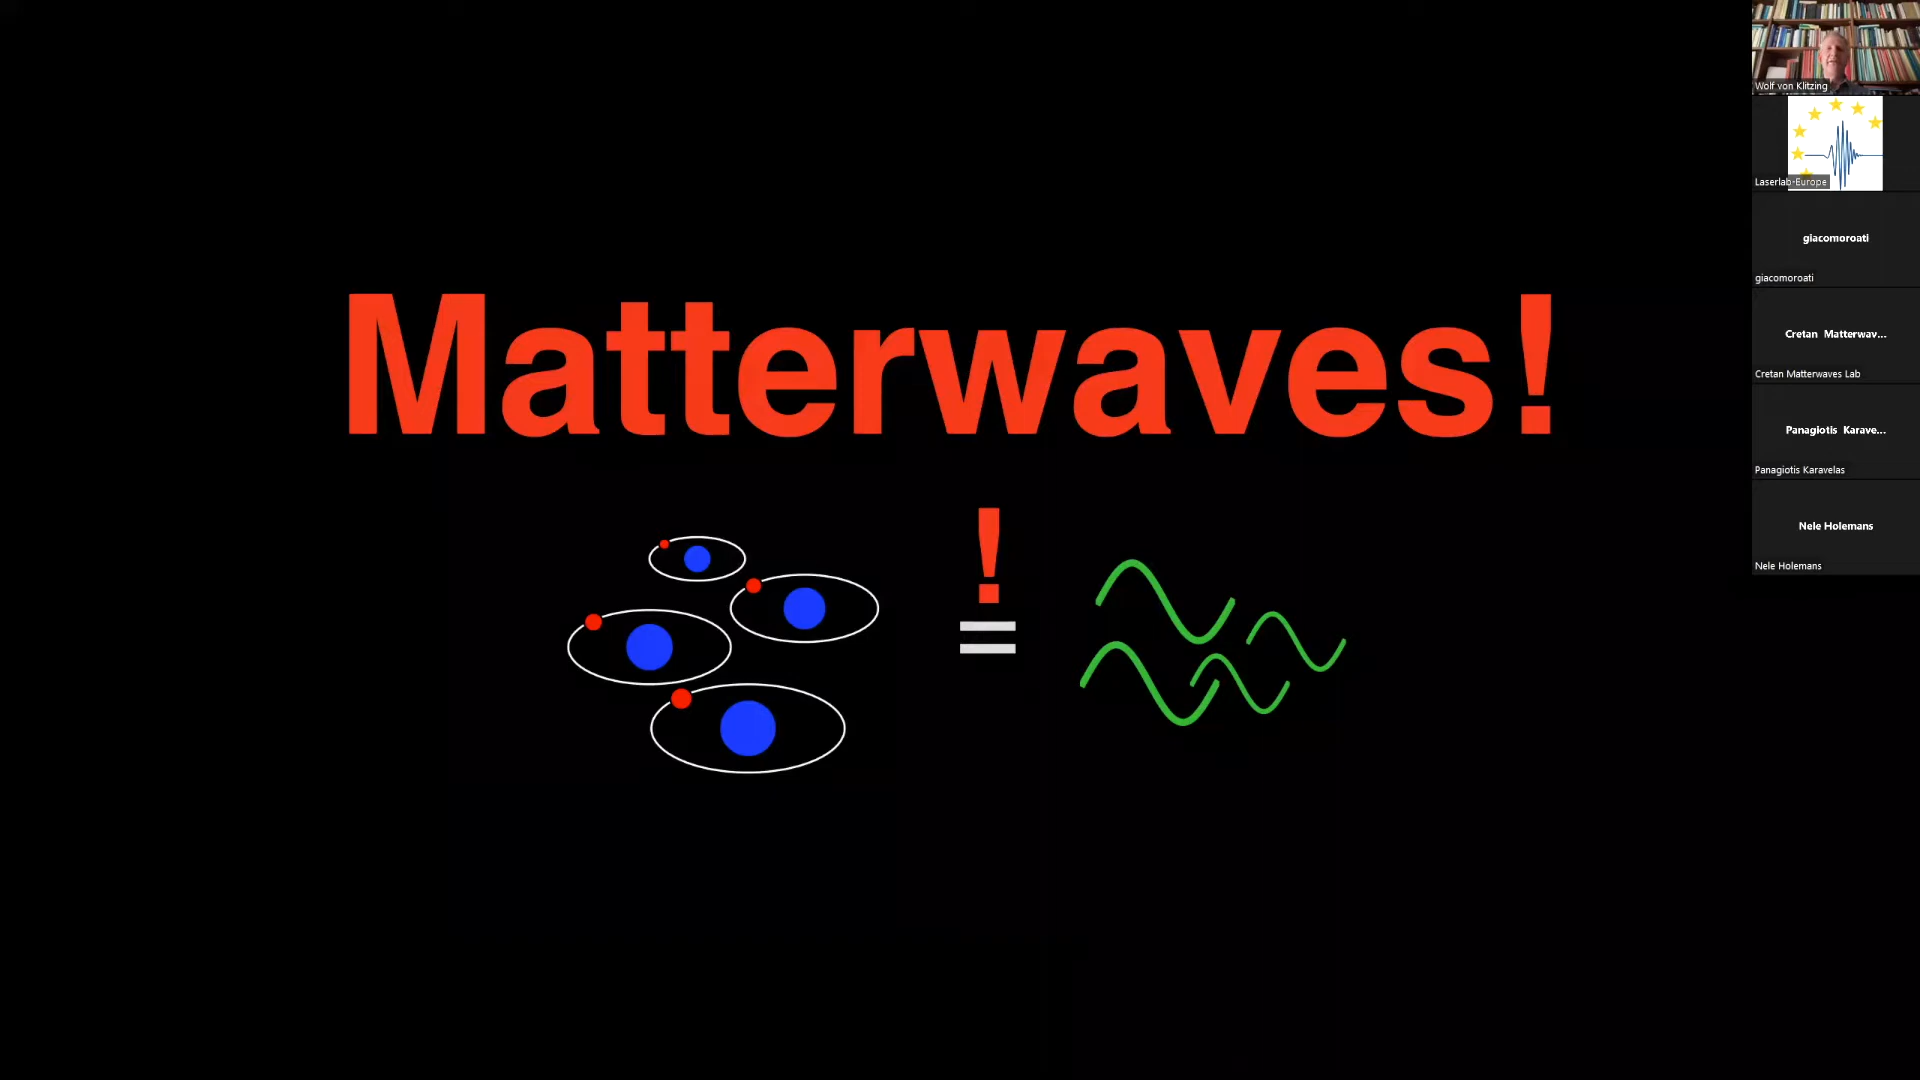 Matterwaves!
!
=
Wolf von Klitzing
Laserlab-Europe
giacomoroati
giacomoroati
Cretan Matterwav...
Cretan Matterwaves Lab
Panagiotis Karave...
Panagiotis Karavelas
Nele Holemans
Nele Holemans